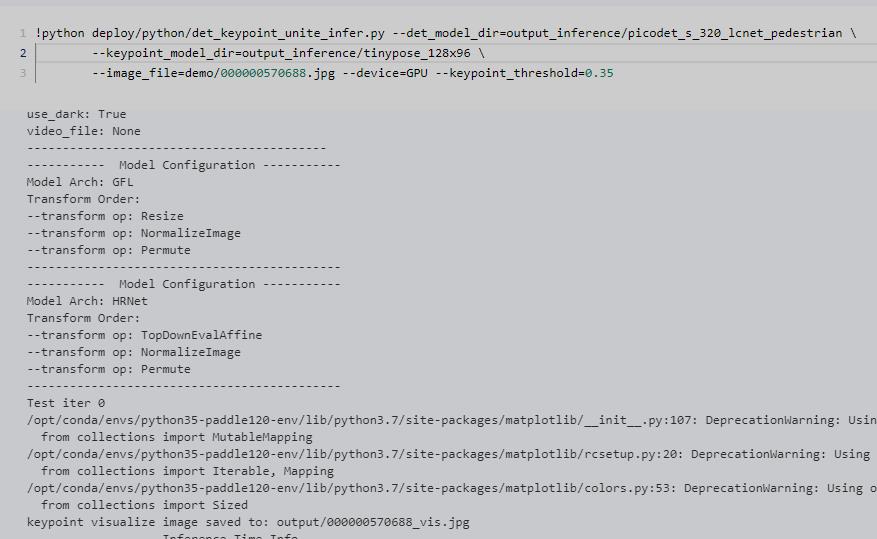 1 !python deploy/python/det_keypoint_unite_infer.py --det_model_dir=output_inference/picodet_s_320_lcnet_pedestrian \
2 --keypoint_model_dir=output_inference/tinypose_128x96 \
3 --image_file=demo/000000570688.jpg --device=GPU --keypoint_threshold=0.35
use_dark: True
video_file: None
------------------------------------------
-----------  Model Configuration -----------
Model Arch: GFL
Transform Order:
--transform op: Resize
--transform op: NormalizeImage
--transform op: Permute
--------------------------------------------
-----------  Model Configuration -----------
Model Arch: HRNet
Transform Order:
--transform op: TopDownEvalAffine
--transform op: NormalizeImage
--transform op: Permute
--------------------------------------------
Test iter 0
/opt/conda/envs/python35-paddle120-env/lib/python3.7/site-packages/matplotlib/__init__.py:107: DeprecationWarning: Usin
from collections import MutableMapping
/opt/conda/envs/python35-paddle120-env/lib/python3.7/site-packages/matplotlib/rcsetup.py:20: DeprecationWarning: Using
from collections import Iterable, Mapping
/opt/conda/envs/python35-paddle120-env/lib/python3.7/site-packages/matplotlib/colors.py:53: DeprecationWarning: Using o
from collections import Sized
keypoint visualize image saved to: output/000000570688_vis.jpg
Inference Time Info